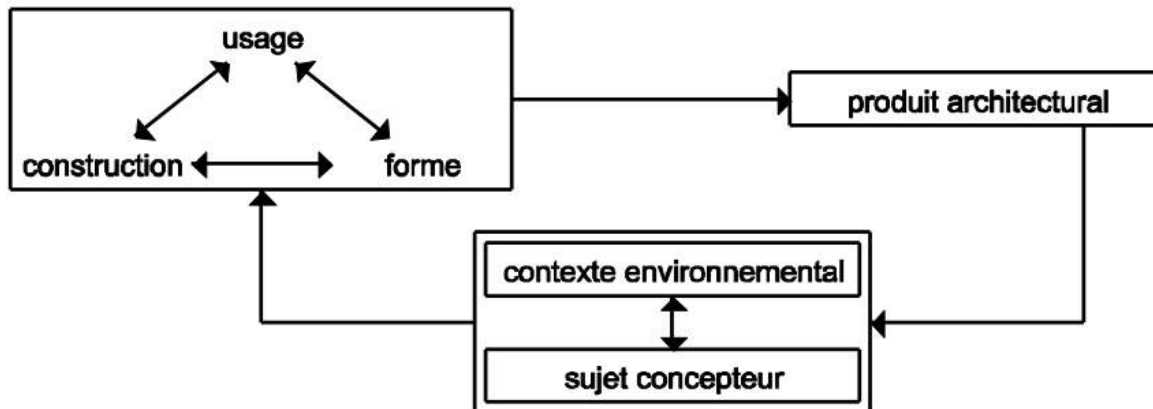 usage
construction
forme
produit architectural
contexte environnemental
sujet concepteur